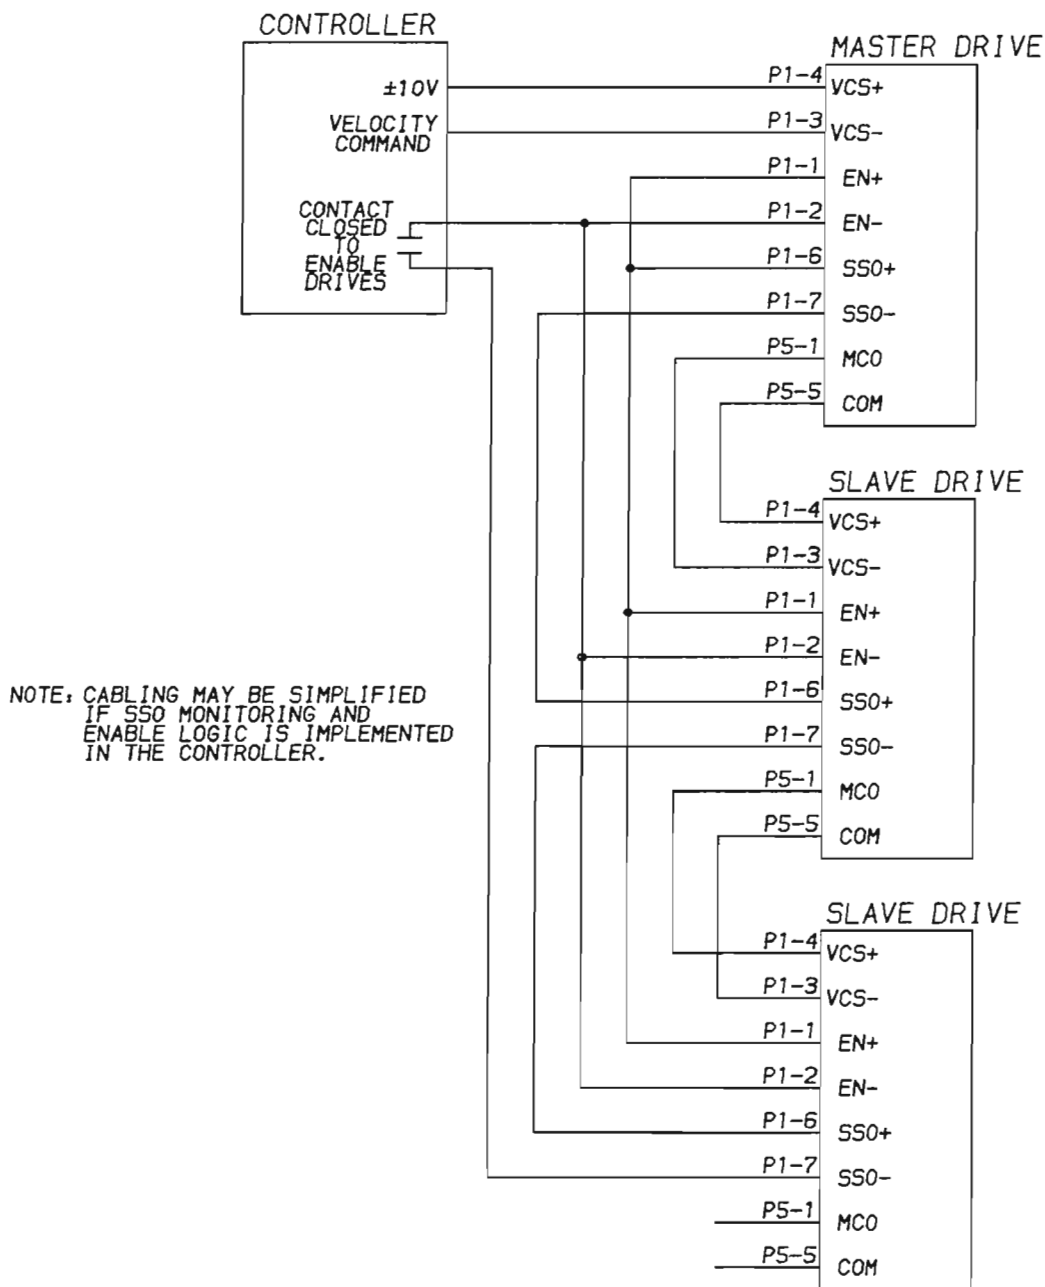 CONTROLLER
±10V
VELOCITY
COMMAND
CONTACT
CLOSED
TO
ENABLE
DRIVES
MASTER DRIVE
P1-4 VCS+
P1-3 VCS-
P1-1 EN+
P1-2 EN-
P1-6 SSO+
P1-7 SSO-
P5-1 MCO
P5-5 COM
SLAVE DRIVE
P1-4 VCS+
P1-3 VCS-
P1-1 EN+
P1-2 EN-
P1-6 SSO+
P1-7 SSO-
P5-1 MCO
P5-5 COM
NOTE: CABLING MAY BE SIMPLIFIED
IF SSO MONITORING AND
ENABLE LOGIC IS IMPLEMENTED
IN THE CONTROLLER.
SLAVE DRIVE
P1-4 VCS+
P1-3 VCS-
P1-1 EN+
P1-2 EN-
P1-6 SSO+
P1-7 SSO-
P5-1 MCO
P5-5 COM